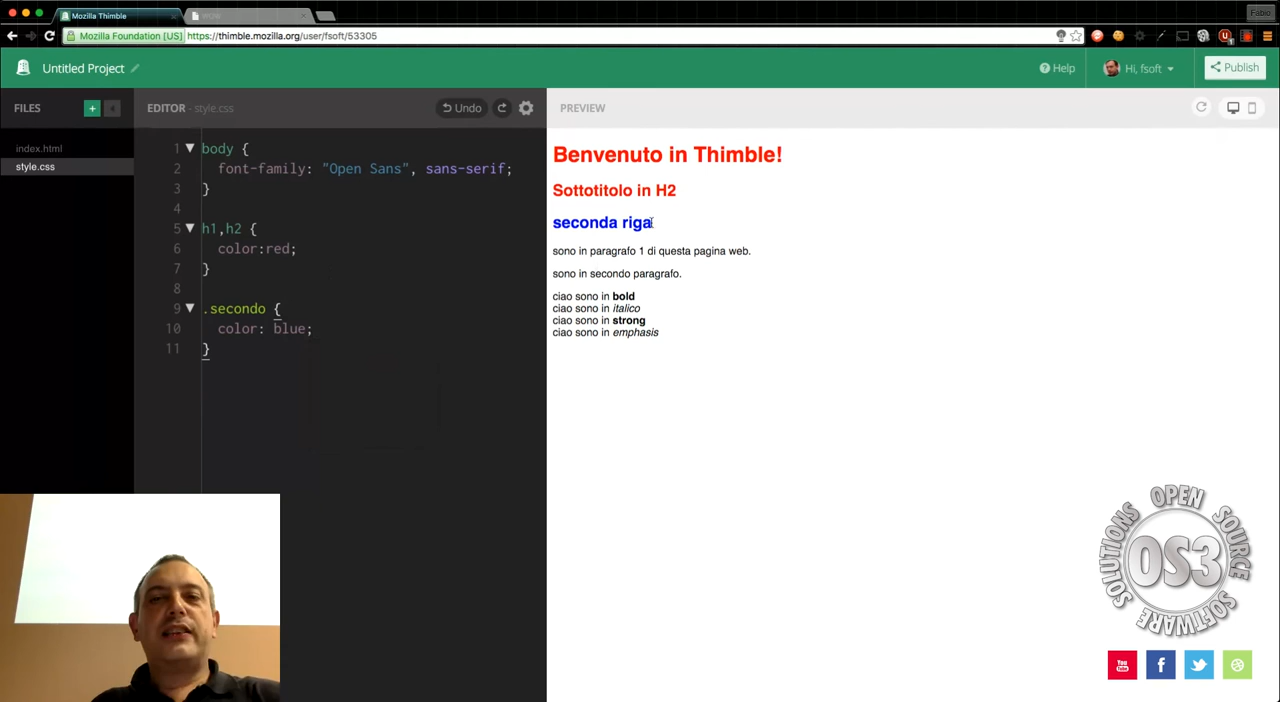 Mozilla Thimble
Fabio
Mozilla Foundation [US] https://thimble.mozilla.org/user/fsoft/53305
Untitled Project
Help
Hi, fsoft
Publish
FILES
EDITOR - style.css
Undo
PREVIEW
index.html
style.css
1 body {
2 font-family: "Open Sans", sans-serif;
3 }
4
5 h1,h2 {
6 color:red;
7 }
8
9 .secondo {
10 color: blue;
11 }
Benvenuto in Thimble!
Sottotitolo in H2
seconda riga
sono in paragrafo 1 di questa pagina web.
sono in secondo paragrafo.
ciao sono in bold
ciao sono in italico
ciao sono in strong
ciao sono in emphasis
OPEN SOURCE SOFTWARE SOLUTIONS
OS3
You Tube